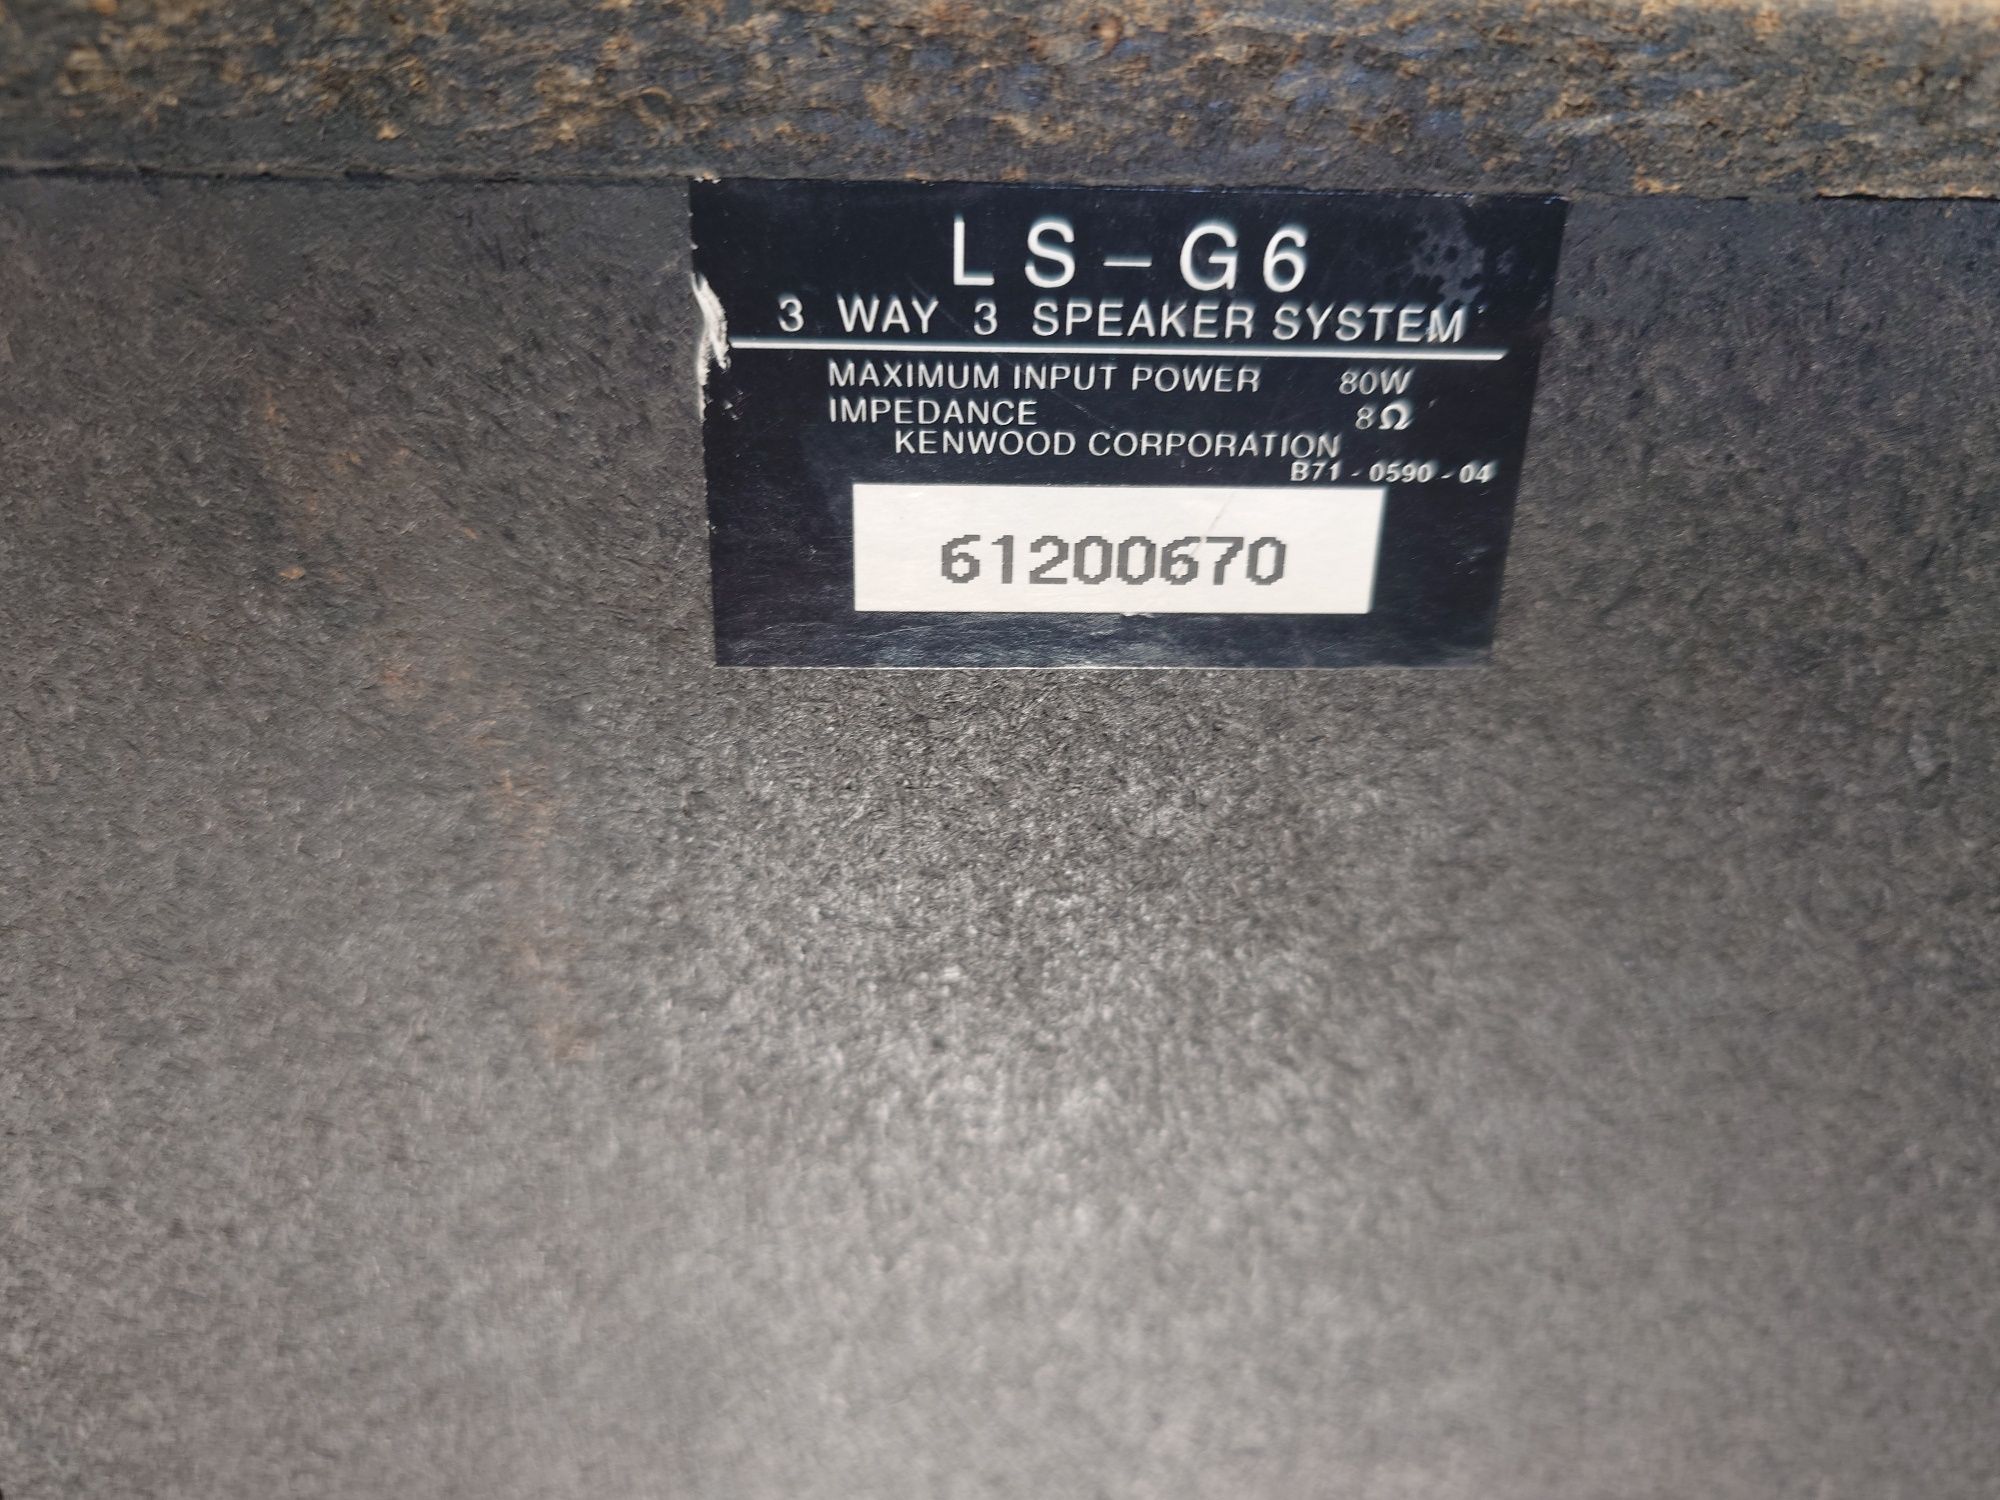 LS-G6
3 WAY 3 SPEAKER SYSTEM
MAXIMUM INPUT POWER 80W
IMPEDANCE 8Ω
KENWOOD CORPORATION
B71-0590-04
61200670